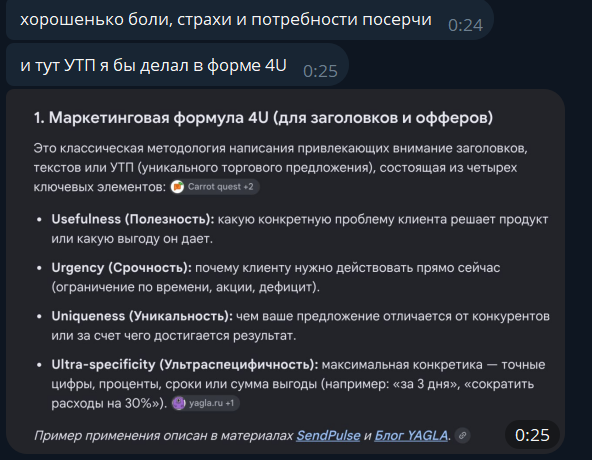 хорошенько боли, страхи и потребности посерчи 0:24
и тут УТП я бы делал в форме 4U 0:25
1. Маркетинговая формула 4U (для заголовков и офферов)
Это классическая методология написания привлекающих внимание заголовков,
текстов или УТП (уникального торгового предложения), состоящая из четырех
ключевых элементов: Carrot quest +2
• Usefulness (Полезность): какую конкретную проблему клиента решает продукт
или какую выгоду он дает.
• Urgency (Срочность): почему клиенту нужно действовать прямо сейчас
(ограничение по времени, акции, дефицит).
• Uniqueness (Уникальность): чем ваше предложение отличается от конкурентов
или за счет чего достигается результат.
• Ultra-specificity (Ультраспецифичность): максимальная конкретика — точные
цифры, проценты, сроки или сумма выгоды (например: «за 3 дня», «сократить
расходы на 30%»). yagla.ru +1
Пример применения описан в материалах SendPulse и Блог YAGLA. 0:25